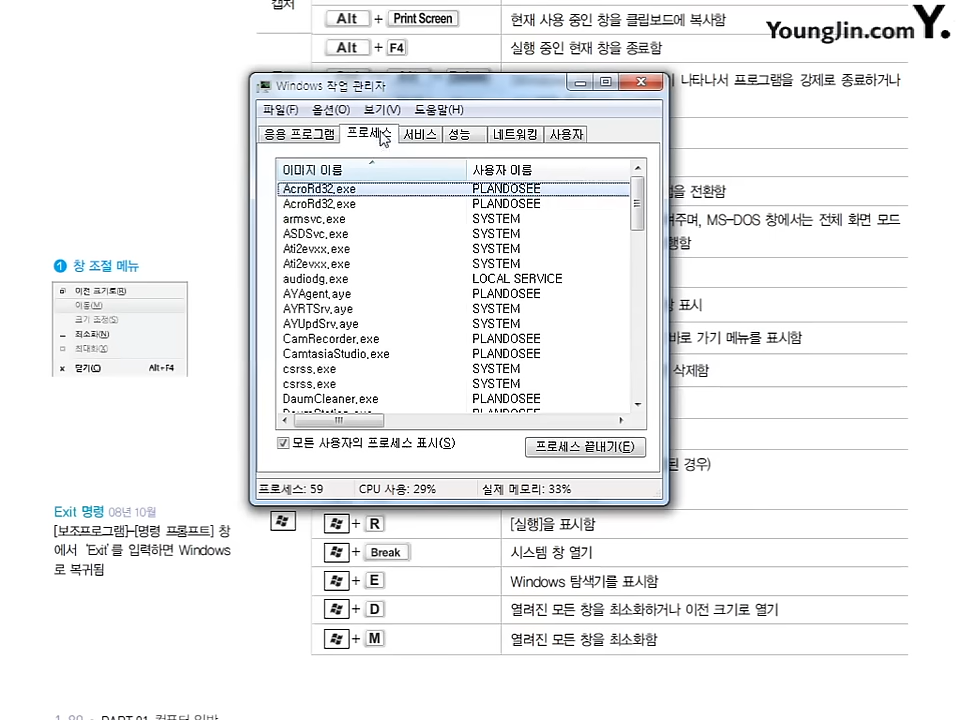 캡처
Alt + Print Screen 현재 사용 중인 창을 클립보드에 복사함
YoungJin.com Y.
Alt + F4 실행 중인 현재 창을 종료함
나타나서 프로그램을 강제로 종료하거나
전환함
여주며, MS-DOS 창에서는 전체 화면 모드
행함
창 표시
바로 가기 메뉴를 표시함
삭제함
된 경우)
Windows 작업 관리자
파일(F) 옵션(O) 보기(V) 도움말(H)
응용 프로그램 프로세스 서비스 성능 네트워킹 사용자
이미지 이름 사용자 이름
AcroRd32.exe PLANDOSEE
AcroRd32.exe PLANDOSEE
armsvc.exe SYSTEM
ASDSvc.exe SYSTEM
Ati2evxx.exe SYSTEM
Ati2evxx.exe SYSTEM
audiodg.exe LOCAL SERVICE
AYAgent.aye PLANDOSEE
AYRTSrv.aye SYSTEM
AYUpdSrv.aye SYSTEM
CamRecorder.exe PLANDOSEE
CamtasiaStudio.exe PLANDOSEE
csrss.exe SYSTEM
csrss.exe SYSTEM
DaumCleaner.exe PLANDOSEE
DaumStation.exe PLANDOSEE
모든 사용자의 프로세스 표시(S) 프로세스 끝내기(E)
프로세스: 59 CPU 사용: 29% 실제 메모리: 33%
1 창 조절 메뉴
이전 크기로(R)
이동(M)
크기 조정(S)
최소화(N)
최대화(X)
닫기(C) Alt+F4
Exit 명령 08년 10월
[보조프로그램]-[명령 프롬프트] 창
에서 ‘Exit’를 입력하면 Windows
로 복귀됨
+ R [실행]을 표시함
+ Break 시스템 창 열기
+ E Windows 탐색기를 표시함
+ D 열려진 모든 창을 최소화하거나 이전 크기로 열기
+ M 열려진 모든 창을 최소화함
PART 01 컴퓨터 일반